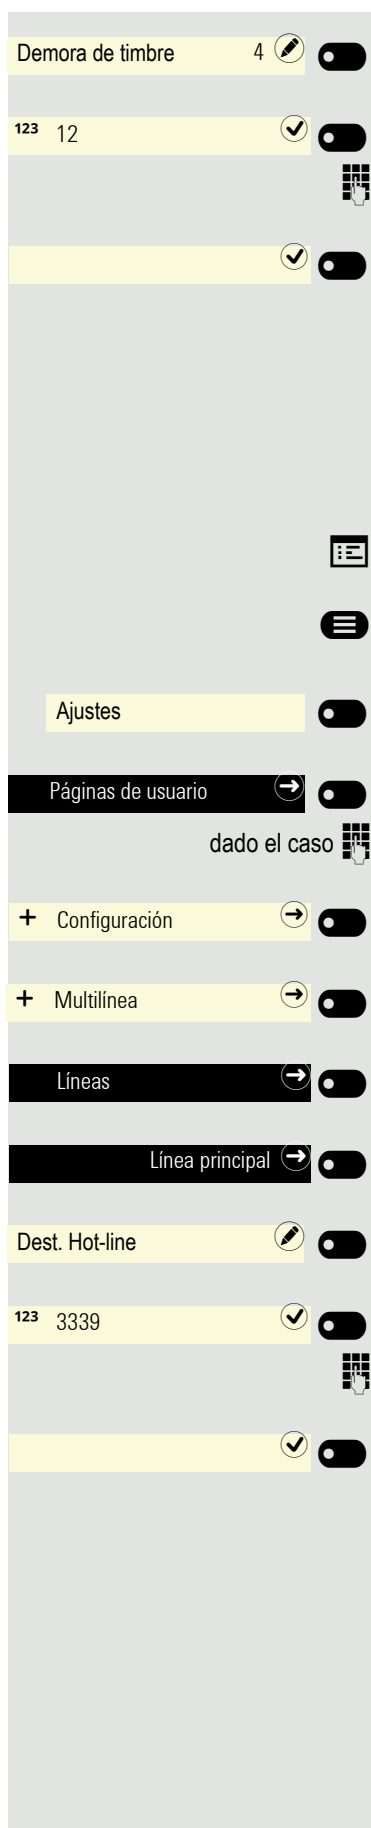 Demora de timbre 4
123 12
Ajustes
Páginas de usuario
dado el caso
+ Configuración
+ Multilínea
Líneas
Línea principal
Dest. Hot-line
123 3339